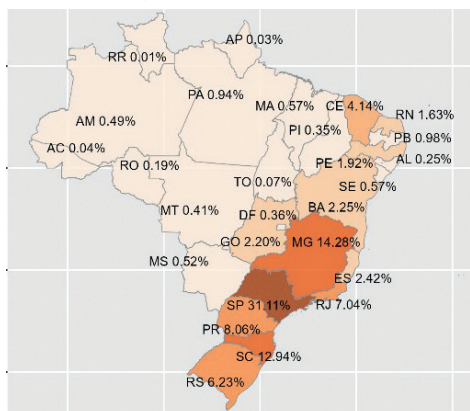 AP 0.03%
RR 0.01%
PA 0.94%
MA 0.57%
CE 4.14%
RN 1.63%
AM 0.49%
PI 0.35%
PB 0.98%
AC 0.04%
RO 0.19%
PE 1.92%
AL 0.25%
TO 0.07%
SE 0.57%
MT 0.41%
DF 0.36%
BA 2.25%
GO 2.20%
MG 14.28%
MS 0.52%
ES 2.42%
SP 31.11%
RJ 7.04%
PR 8.06%
SC 12.94%
RS 6.23%